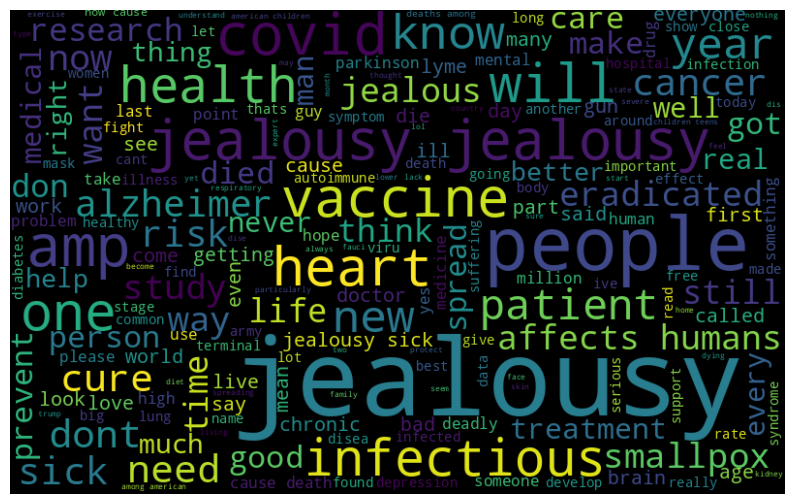 now cause
exercise
understand
american children
deaths among
long
care
everyone
type
show
close
nothing
research
let
covid
know
many
make
drug
hospital
year
now
thing
women
man
parkinson
lyme
mental
infection
medical
want
right
health
jealous
will
cancer
may
thought
month
state
severe
well
got
last
point
thats
guy
symptom
die
day
another
gun
around
today
dis
children teens
country
fight
see
cant
mask
expert
lol
jealousy jealousy
ill
real
feel
don
take
illness
died
cause
death
going
better
important
work
yet
autoimmune
lower lack
body
effect
start
alzheimer
vaccine
eradicated
problem
healthy
respiratory
never
hope
think
part
said
human
first
sure
amp
come
risk
dise
always
fauci
viru
suffering
something
become
getting
heart
people
help
find
even
yes
doctor
medicine
particularly
million
ive
free
made
diabetes
study
spread
still
one
stage
common
way
life
new
patient
called
read
home
person
use
army
terminal
jealousy sick
give
affects humans
prevent
please
world
lot
two
protect
dying
cure
time
live
mean
best
data
serious
support
look
love
high
diet
say
jealousy
face
skin
every
syndrome
big
lung
name
family
seem
dont
much
trump
spreading
living
chronic
bad
deadly
treatment
rate
sick
need
good
infectious
disea
infected
smallpox
age
among american
cause death
found
depression
someone
develop
brain
really
kidney